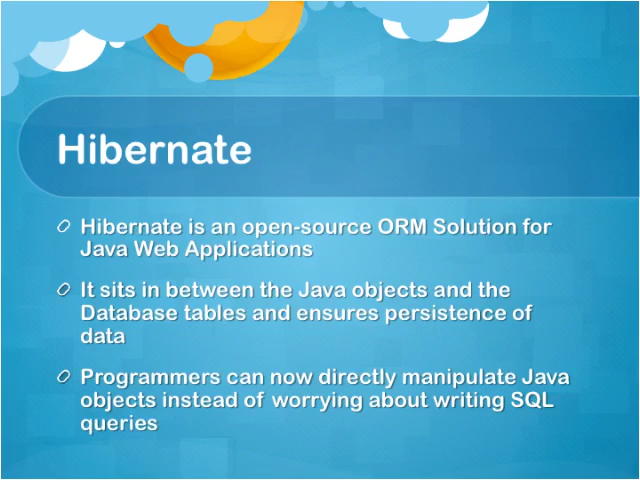 Hibernate
Hibernate is an open-source ORM Solution for
Java Web Applications
It sits in between the Java objects and the
Database tables and ensures persistence of
data
Programmers can now directly manipulate Java
objects instead of worrying about writing SQL
queries